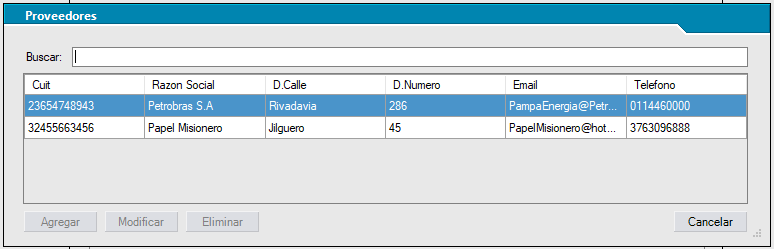 Proveedores
Buscar:
Cuit Razon Social D.Calle D.Numero Email Telefono
23654748943 Petrobras S.A Rivadavia 286 PampaEnergia@Petr... 0114460000
32455663456 Papel Misionero Jilguero 45 PapelMisionero@hot... 3763096888
Agregar Modificar Eliminar Cancelar